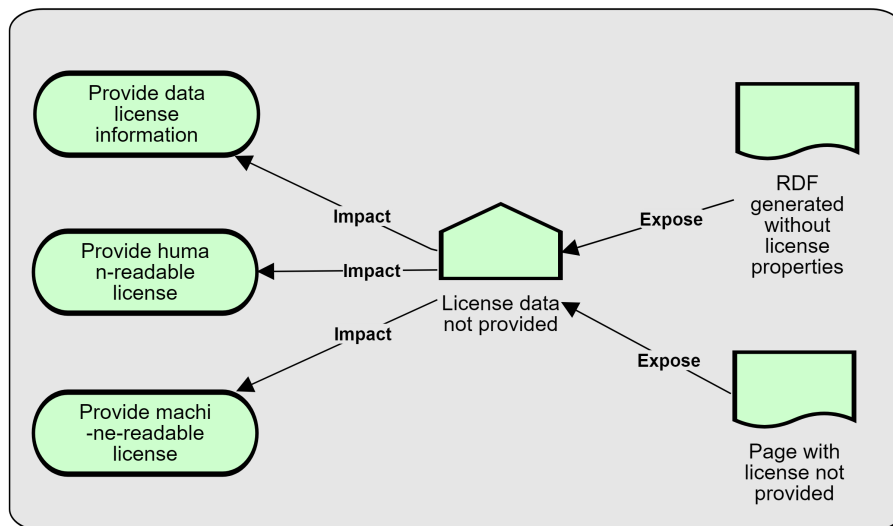 Provide data
license
information
Impact
Provide huma
n-readable
license
Impact
Provide machi
-ne-readable
license
Impact
License data
not provided
Expose
RDF
generated
without
license
properties
Expose
Page with
license not
provided